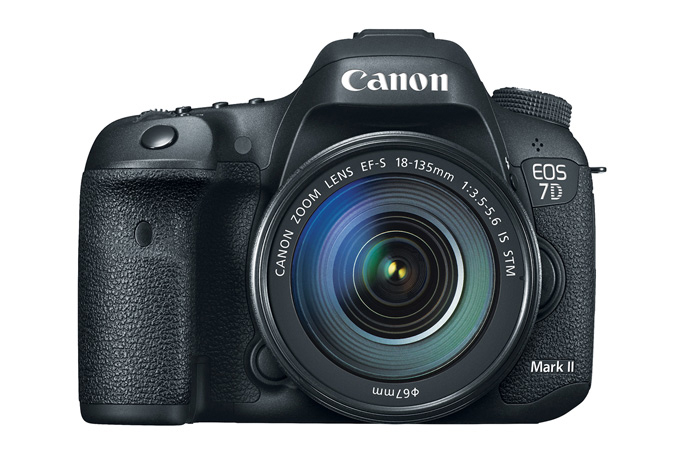 Canon
EOS
7D
CANON ZOOM LENS EF-S 18-135mm 1:3.5-5.6 IS STM
Mark II
φ67mm